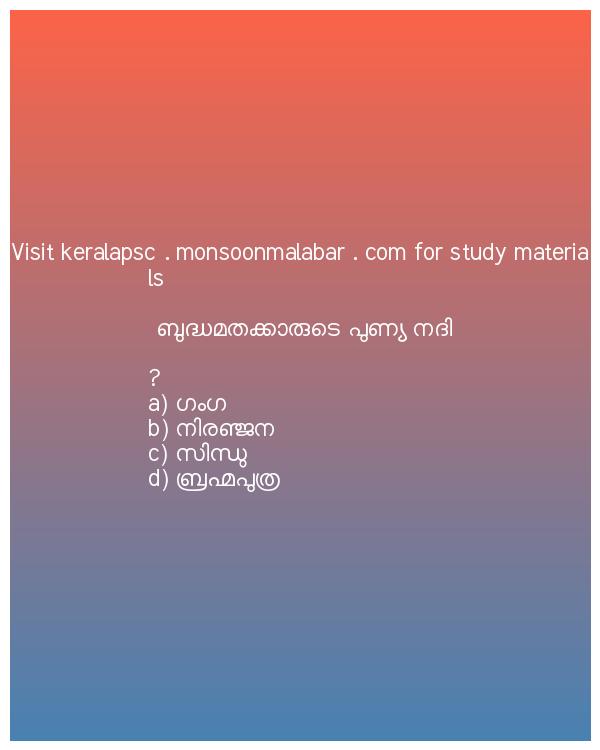 Visit keralapsc . monsoonmalabar . com for study materia
ls
ബുദ്ധമതക്കാരുടെ പുണ്യ നദി
?
a) ഗംഗ
b) നിരഞ്ജന
c) സിന്ധു
d) ബ്രഹ്മപുത്ര